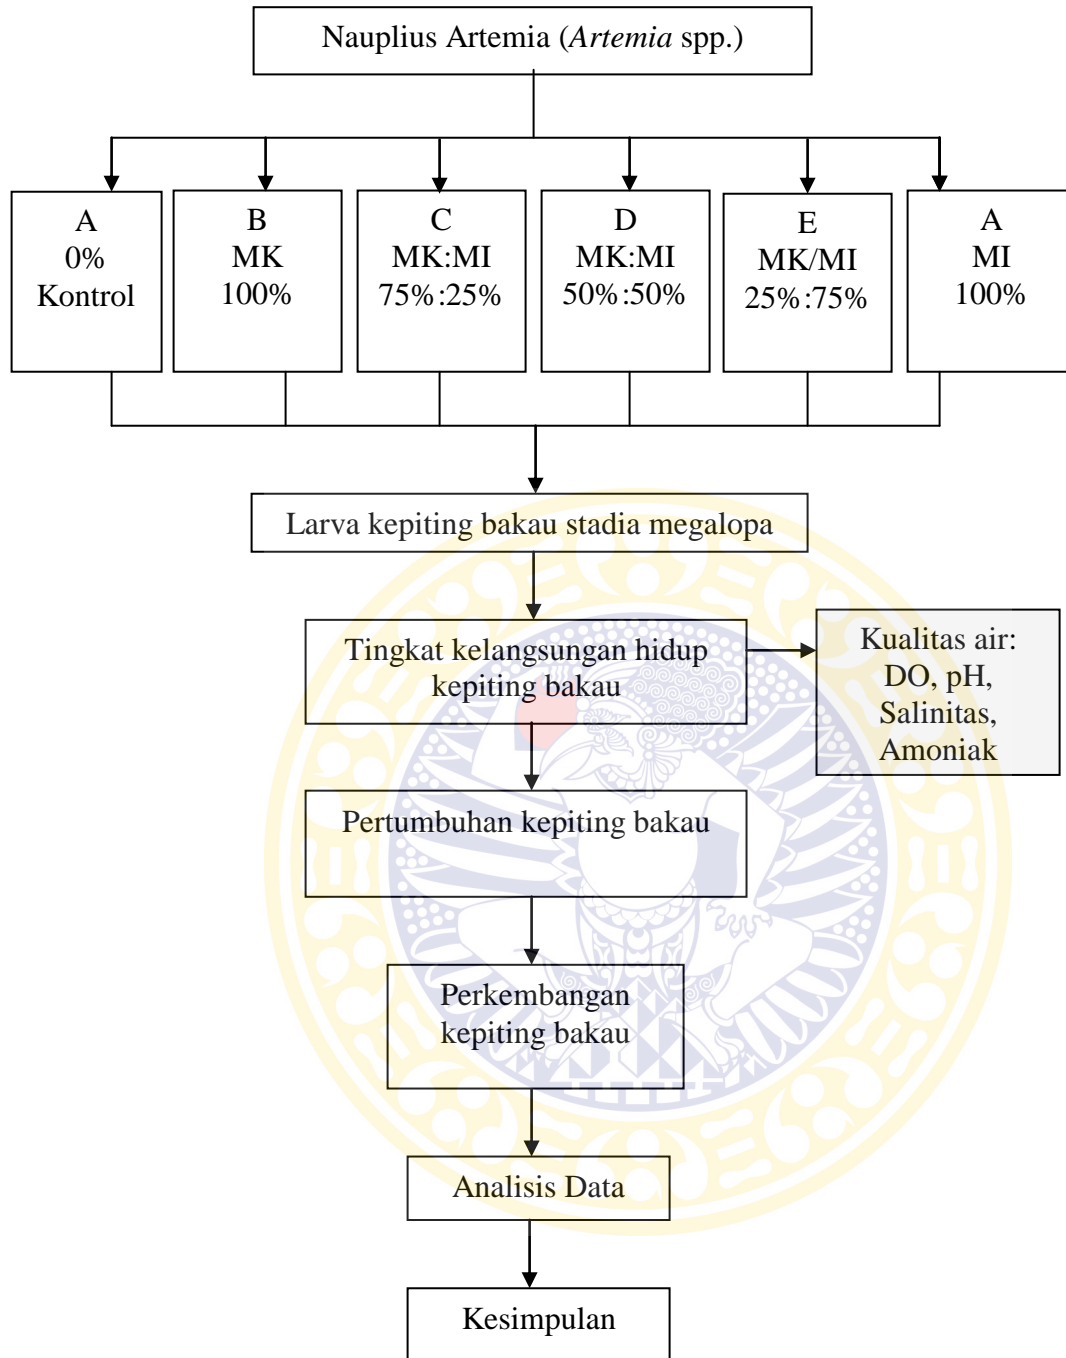 Nauplius Artemia (Artemia spp.)
A
0%
Kontrol
B
MK
100%
C
MK:MI
75%:25%
D
MK:MI
50%:50%
E
MK/MI
25%:75%
A
MI
100%
Larva kepiting bakau stadia megalopa
Tingkat kelangsungan hidup
kepiting bakau
Kualitas air:
DO, pH,
Salinitas,
Amoniak
Pertumbuhan kepiting bakau
Perkembangan
kepiting bakau
Analisis Data
Kesimpulan